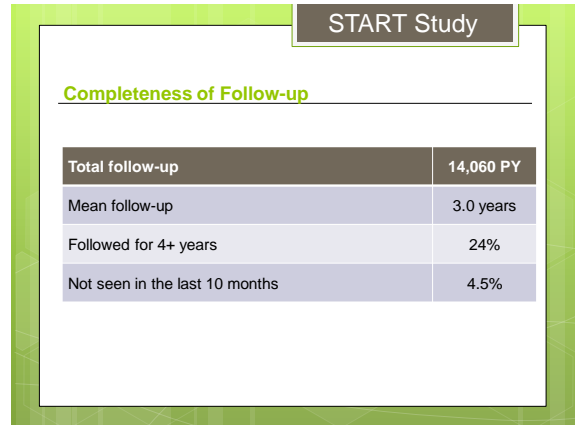 START Study
Completeness of Follow-up
Total follow-up 14,060 PY
Mean follow-up 3.0 years
Followed for 4+ years 24%
Not seen in the last 10 months 4.5%